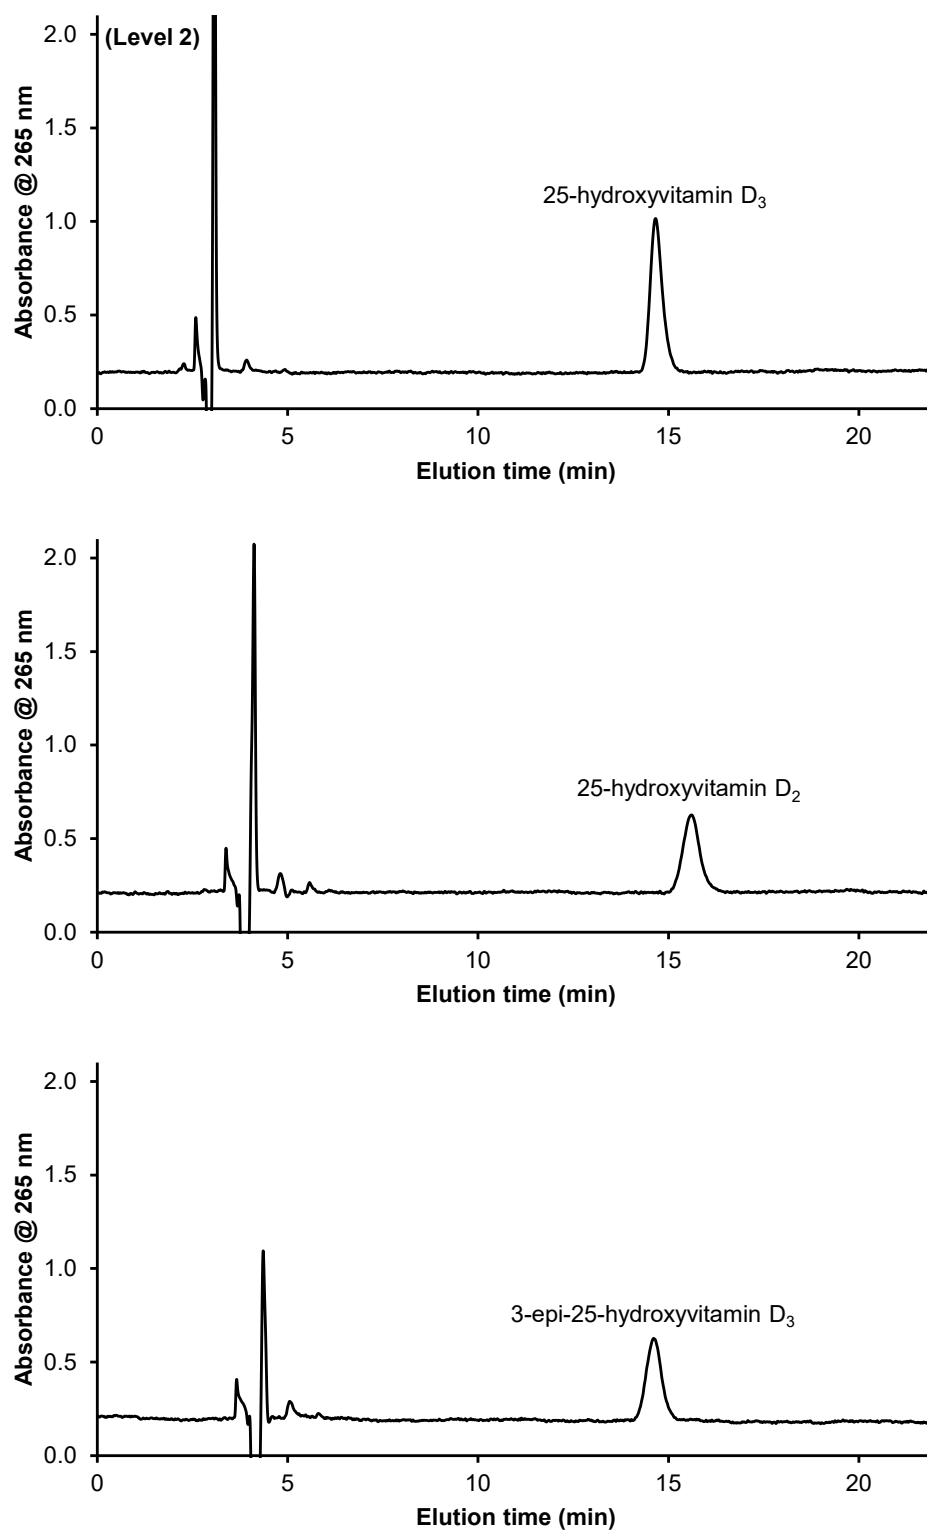 (Level 2)
2.0
1.5
1.0
0.5
0.0
Absorbance @ 265 nm
25-hydroxyvitamin D₃
0 5 10 15 20
Elution time (min)
2.0
1.5
1.0
0.5
0.0
Absorbance @ 265 nm
25-hydroxyvitamin D₂
0 5 10 15 20
Elution time (min)
2.0
1.5
1.0
0.5
0.0
Absorbance @ 265 nm
3-epi-25-hydroxyvitamin D₃
0 5 10 15 20
Elution time (min)